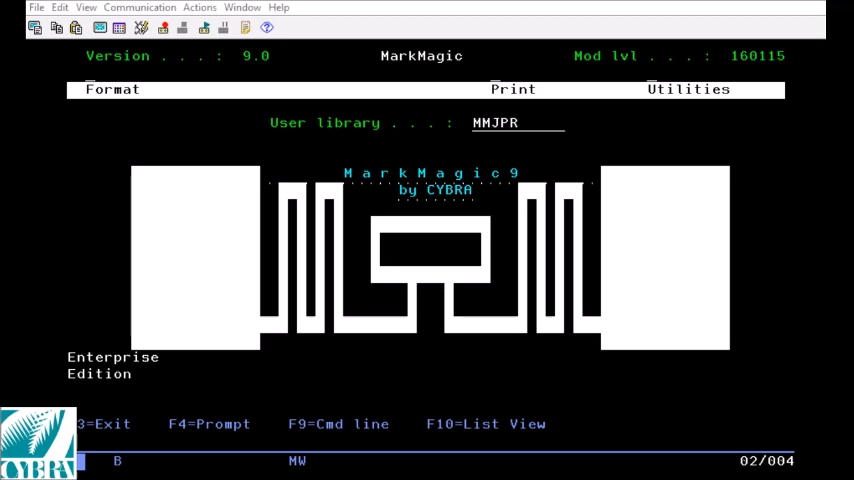 File Edit View Communication Actions Window Help
Version . . . : 9.0 MarkMagic Mod lvl . . . : 160115
Format Print Utilities
User library . . . : MMJPR
M a r k M a g i c 9
by CYBRA
Enterprise
Edition
3=Exit F4=Prompt F9=Cmd line F10=List View
B MW 02/004
CYBRA